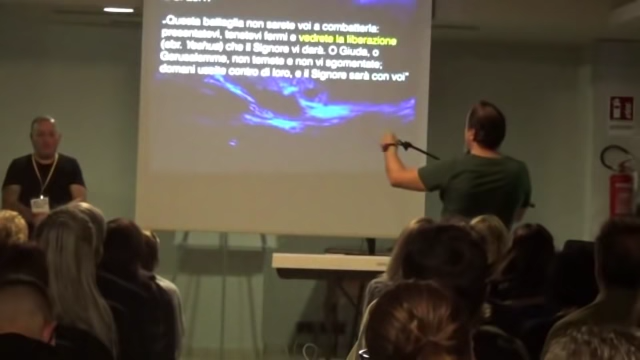 „Questa battaglia non sarete voi a combatterla:
presentatevi, tenetevi fermi e vedrete la liberazione
(ebr. Yeshua) che il Signore vi darà. O Giuda, o
Gerusalemme, non temete e non vi sgomentate;
domani uscite contro di loro, e il Signore sarà con voi"